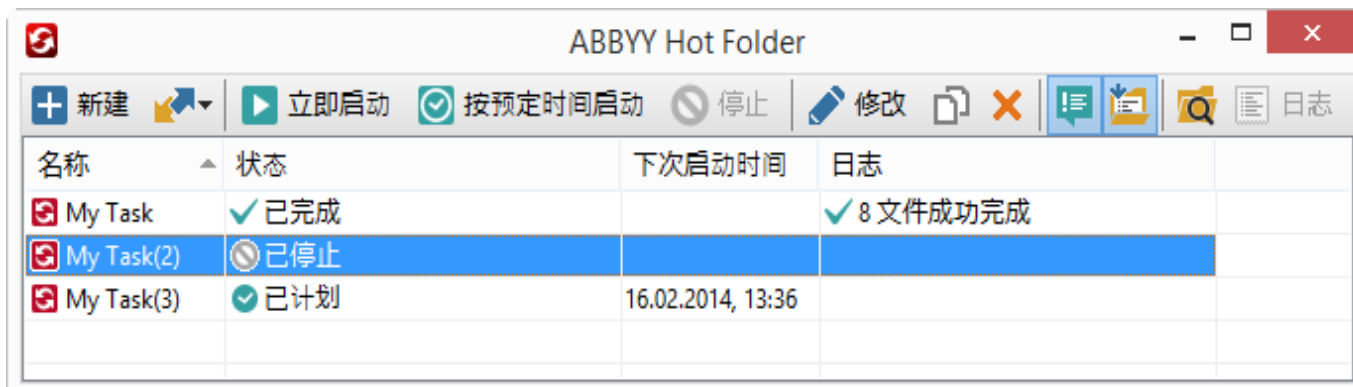 ABBYY Hot Folder
新建 立即启动 按预定时间启动 停止 修改 日志
名称 状态 下次启动时间 日志
My Task 已完成 8 文件成功完成
My Task(2) 已停止
My Task(3) 已计划 16.02.2014, 13:36